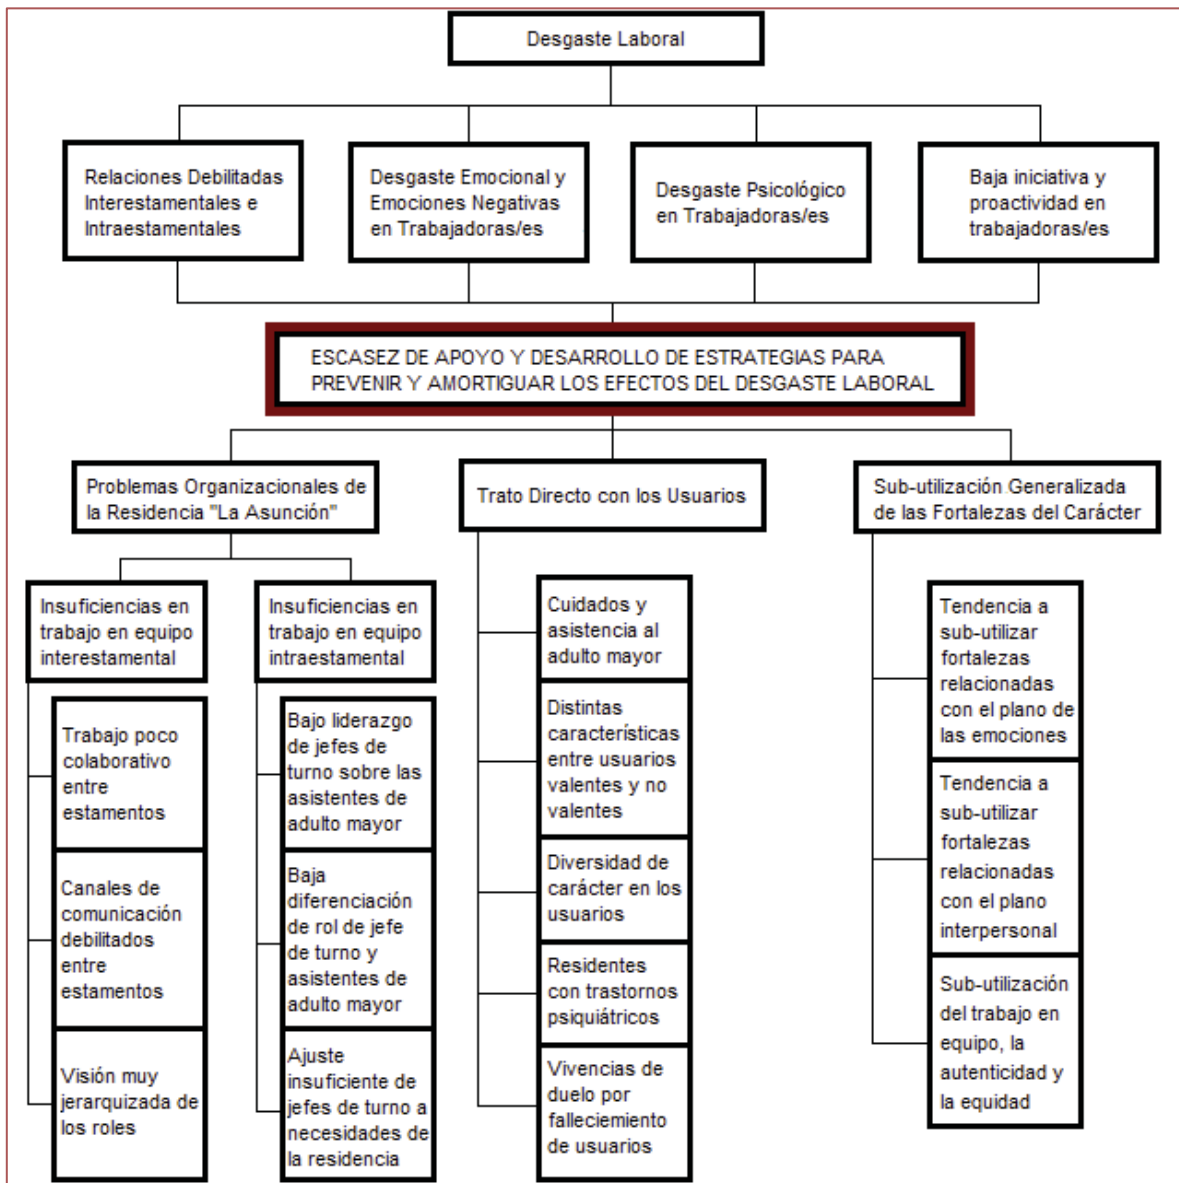 Desgaste Laboral
Relaciones Debilitadas
Interestamentales e
Intraestamentales
Desgaste Emocional y
Emociones Negativas
en Trabajadoras/es
Desgaste Psicológico
en Trabajadoras/es
Baja iniciativa y
proactividad en
trabajadoras/es
ESCASEZ DE APOYO Y DESARROLLO DE ESTRATEGIAS PARA
PREVENIR Y AMORTIGUAR LOS EFECTOS DEL DESGASTE LABORAL
Problemas Organizacionales de
la Residencia "La Asunción"
Trato Directo con los Usuarios
Sub-utilización Generalizada
de las Fortalezas del Carácter
Insuficiencias en
trabajo en equipo
interestamental
Insuficiencias en
trabajo en equipo
intraestamental
Trabajo poco
colaborativo
entre
estamentos
Canales de
comunicación
debilitados
entre
estamentos
Visión muy
jerarquizada de
los roles
Bajo liderazgo
de jefes de
turno sobre las
asistentes de
adulto mayor
Baja
diferenciación
de rol de jefe
de turno y
asistentes de
adulto mayor
Ajuste
insuficiente de
jefes de turno a
necesidades de
la residencia
Cuidados y
asistencia al
adulto mayor
Distintas
características
entre usuarios
valentes y no
valentes
Diversidad de
carácter en los
usuarios
Residentes
con trastornos
psiquiátricos
Vivencias de
duelo por
falleciemiento
de usuarios
Tendencia a
sub-utilizar
fortalezas
relacionadas
con el plano de
las emociones
Tendencia a
sub-utilizar
fortalezas
relacionadas
con el plano
interpersonal
Sub-utilización
del trabajo en
equipo, la
autenticidad y
la equidad